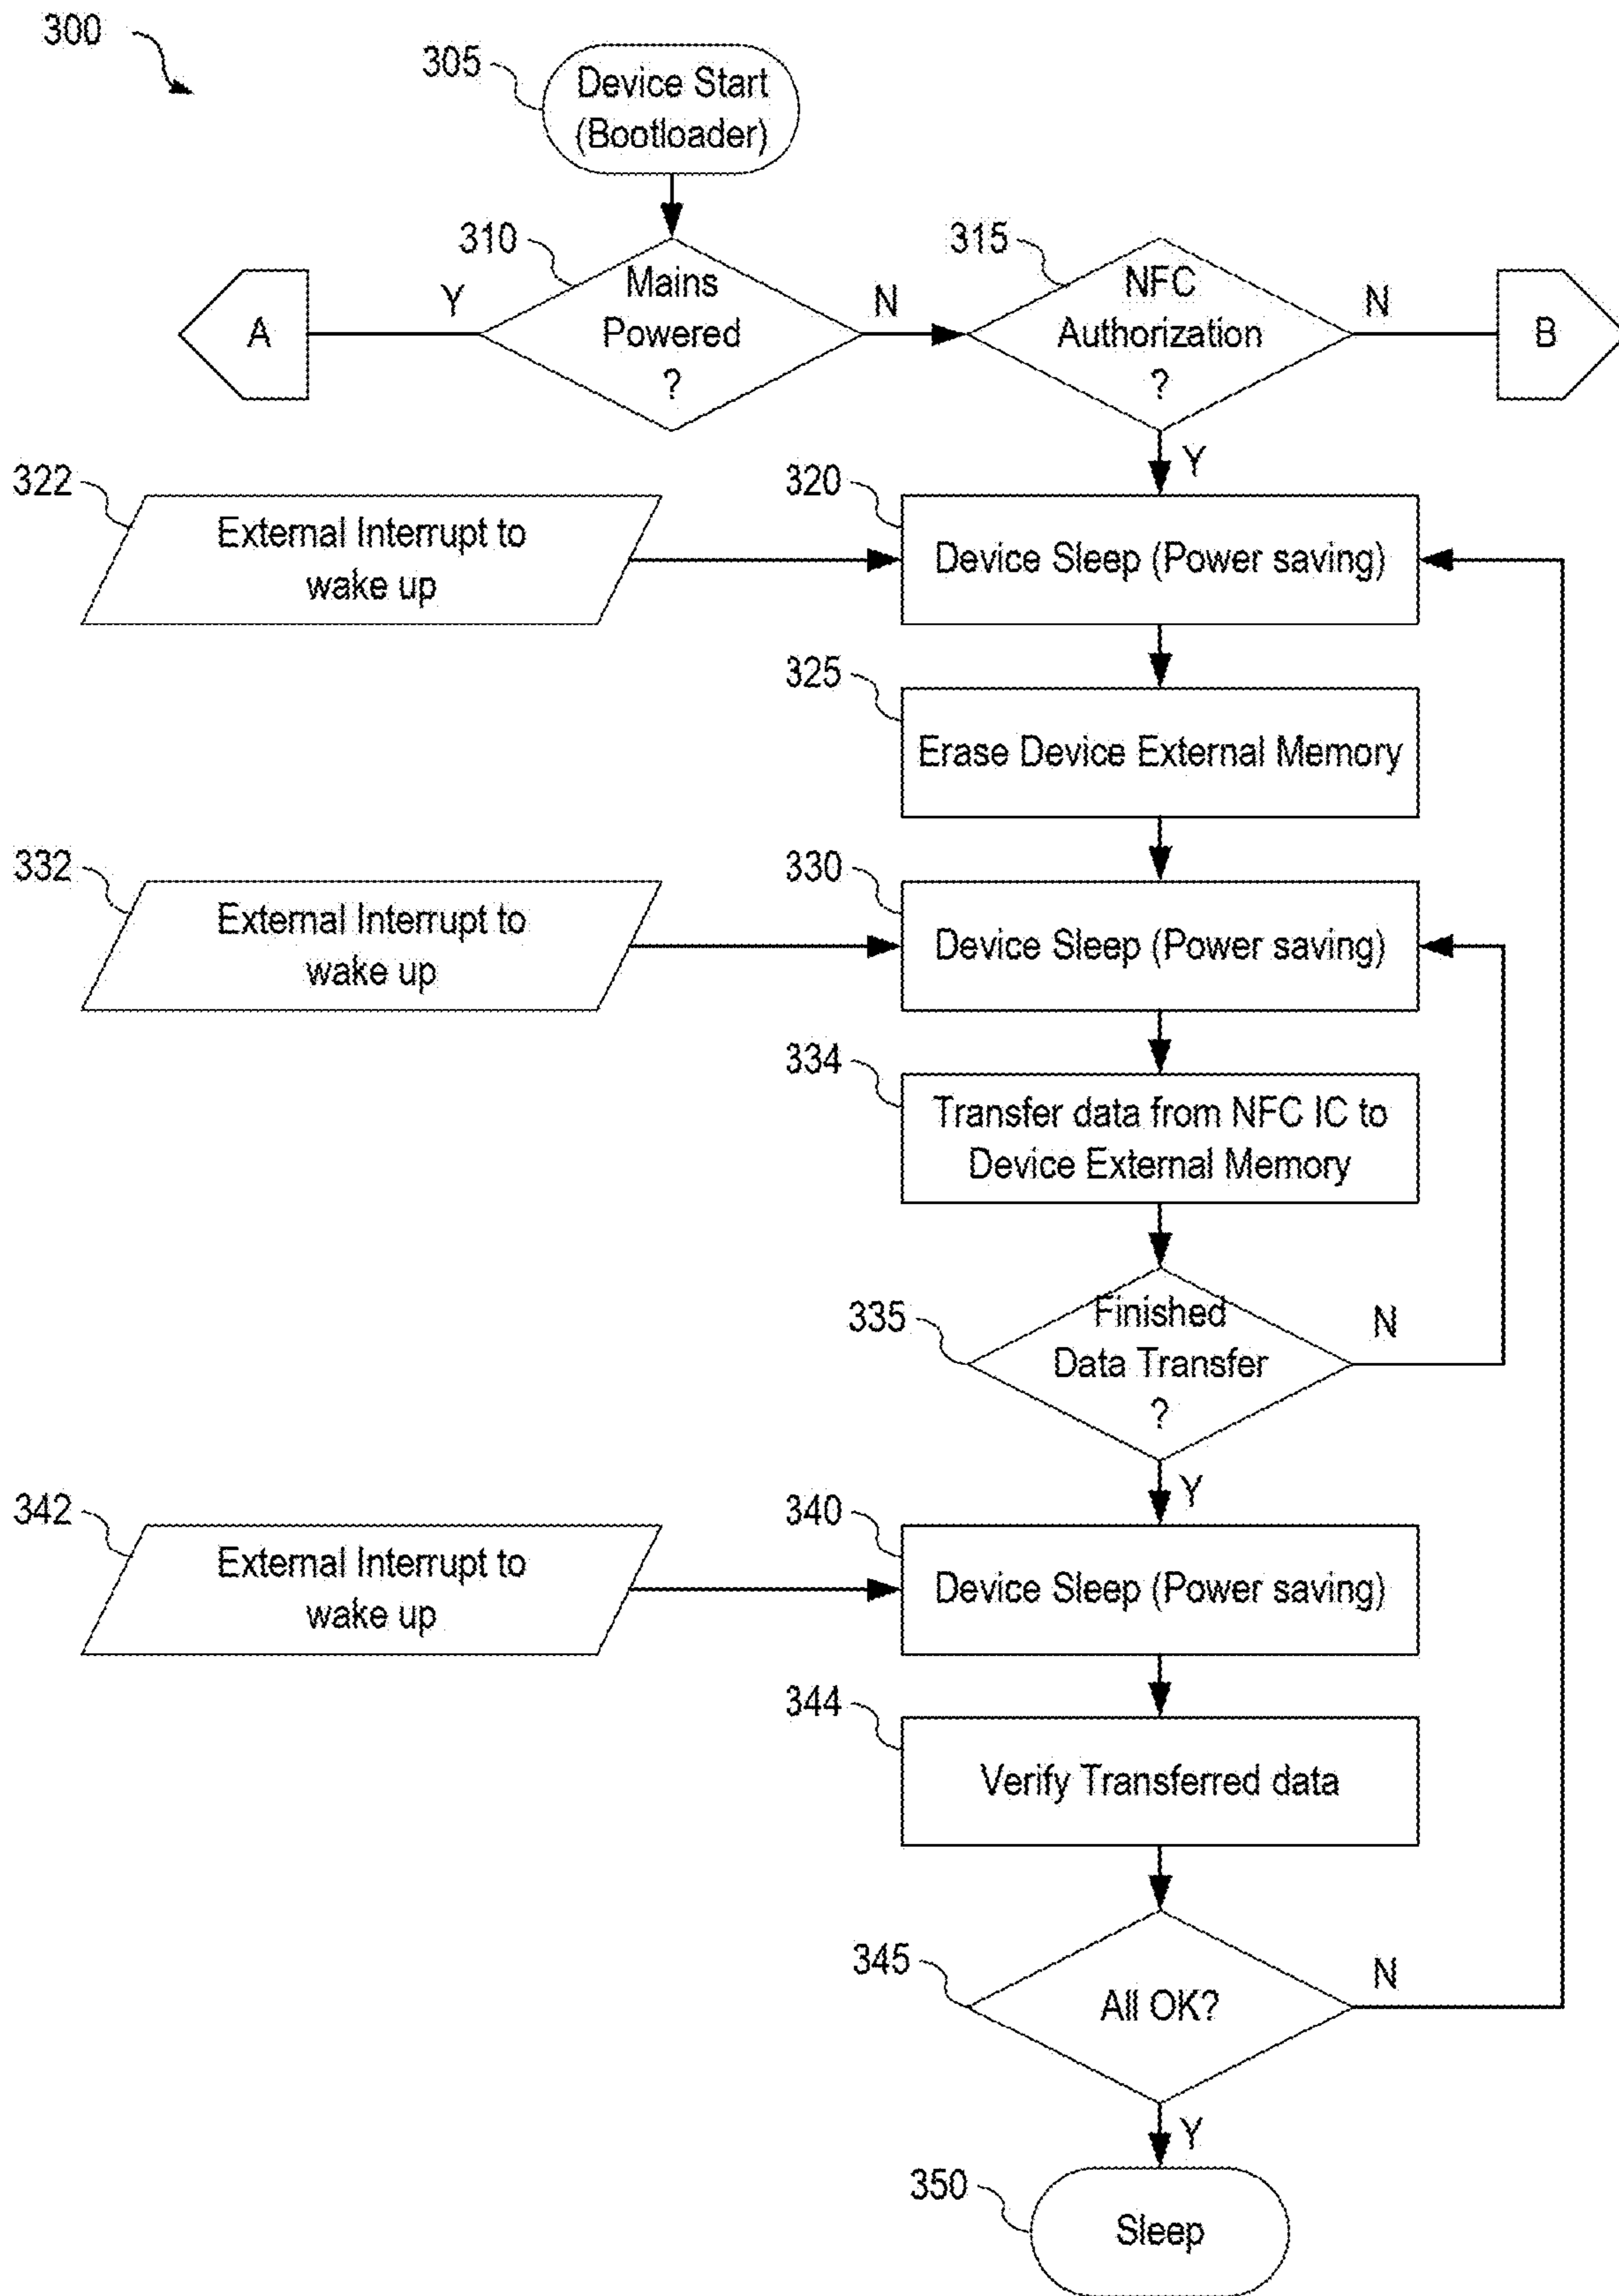 300
305
Device Start
(Bootloader)
310
Mains
Powered
?
Y
N
A
315
NFC
Authorization
?
N
B
Y
322
External Interrupt to
wake up
320
Device Sleep (Power saving)
325
Erase Device External Memory
332
External Interrupt to
wake up
330
Device Sleep (Power saving)
334
Transfer data from NFC IC to
Device External Memory
335
Finished
Data Transfer
?
N
Y
342
External Interrupt to
wake up
340
Device Sleep (Power saving)
344
Verify Transferred data
345
All OK?
N
Y
350
Sleep